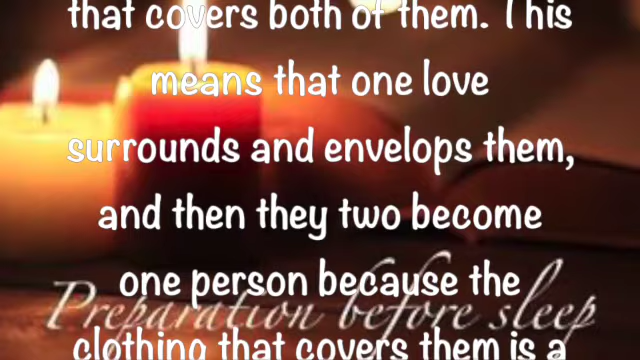 that covers both of them. This
means that one love
surrounds and envelops them,
and then they two become
one person because the
Preparation before sleep
clothing that covers them is a